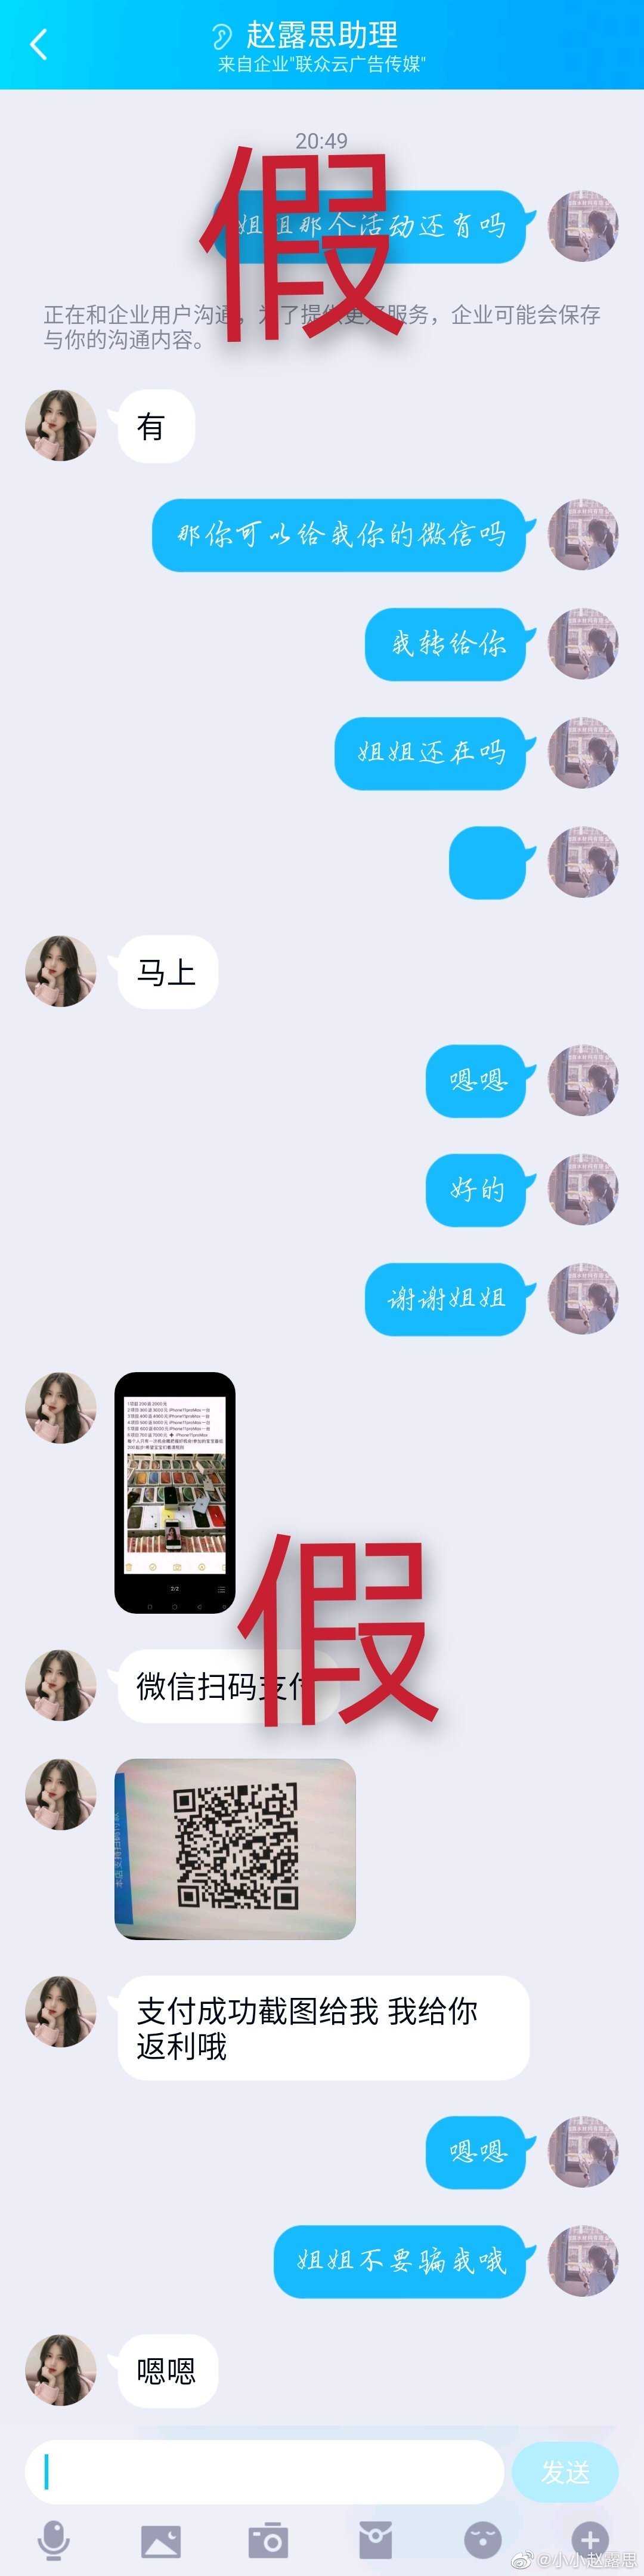 赵露思助理
来自企业"联众云广告传媒"
20:49
假
姐姐那个活动还有吗
正在和企业用户沟通，为了提供更好服务，企业可能会保存
与你的沟通内容。
有
那你可以给我你的微信吗
我转给你
姐姐还在吗
马上
嗯嗯
好的
谢谢姐姐
2/2
假
微信扫码支付
支付成功截图给我 我给你
返利哦
嗯嗯
姐姐不要骗我哦
嗯嗯
发送
@小小赵露思